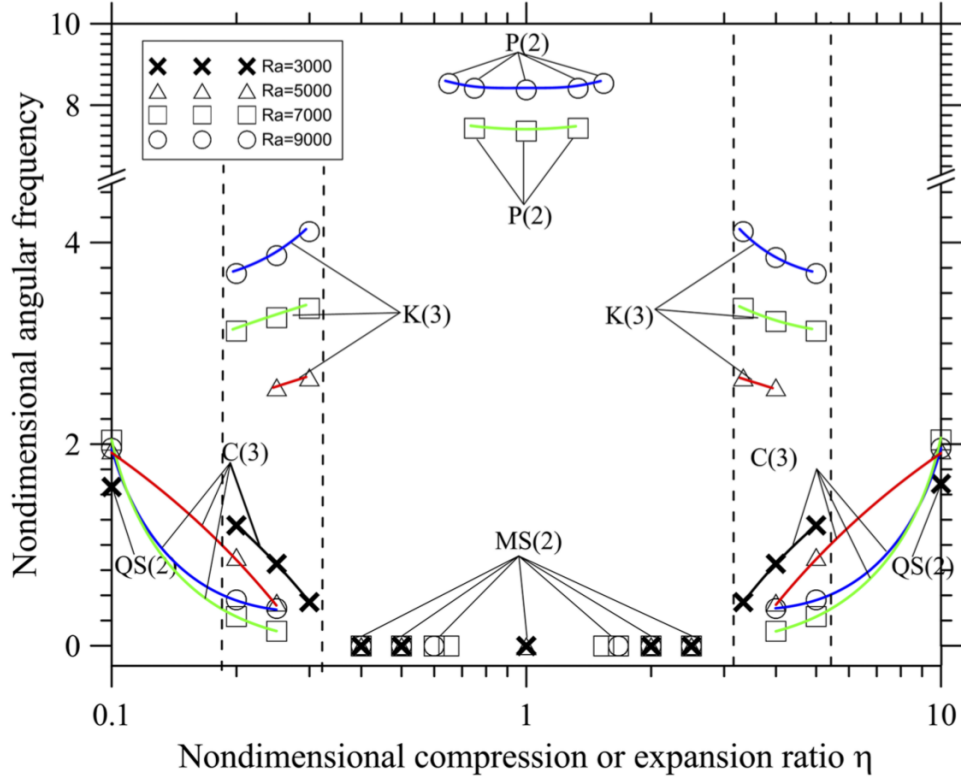 10
P(2)
Ra=3000
Ra=5000
Ra=7000
Ra=9000
8
P(2)
4
K(3)
K(3)
2
C(3)
C(3)
QS(2)
MS(2)
QS(2)
0
0.1
1
10
Nondimensional angular frequency
Nondimensional compression or expansion ratio η